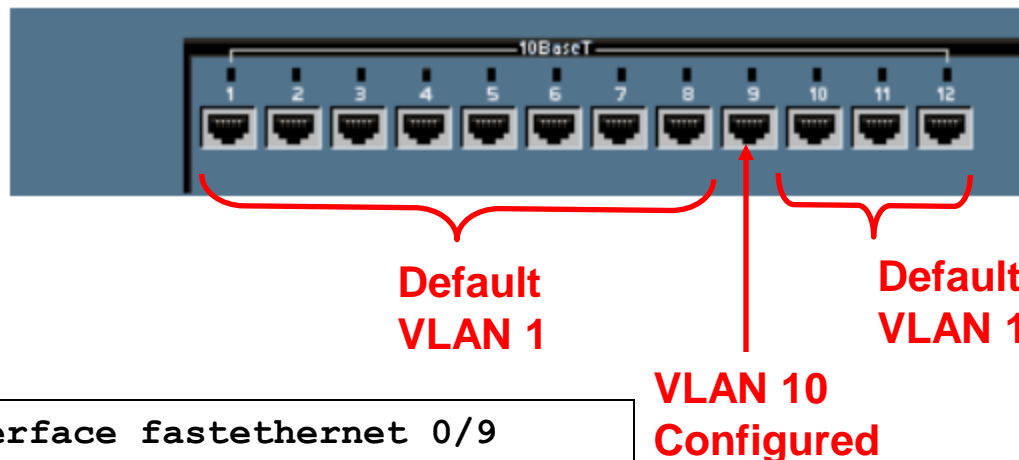 10BaseT
1 2 3 4 5 6 7 8 9 10 11 12
Default
VLAN 1
Default
VLAN 1
VLAN 10
Configured
erface fastethernet 0/9